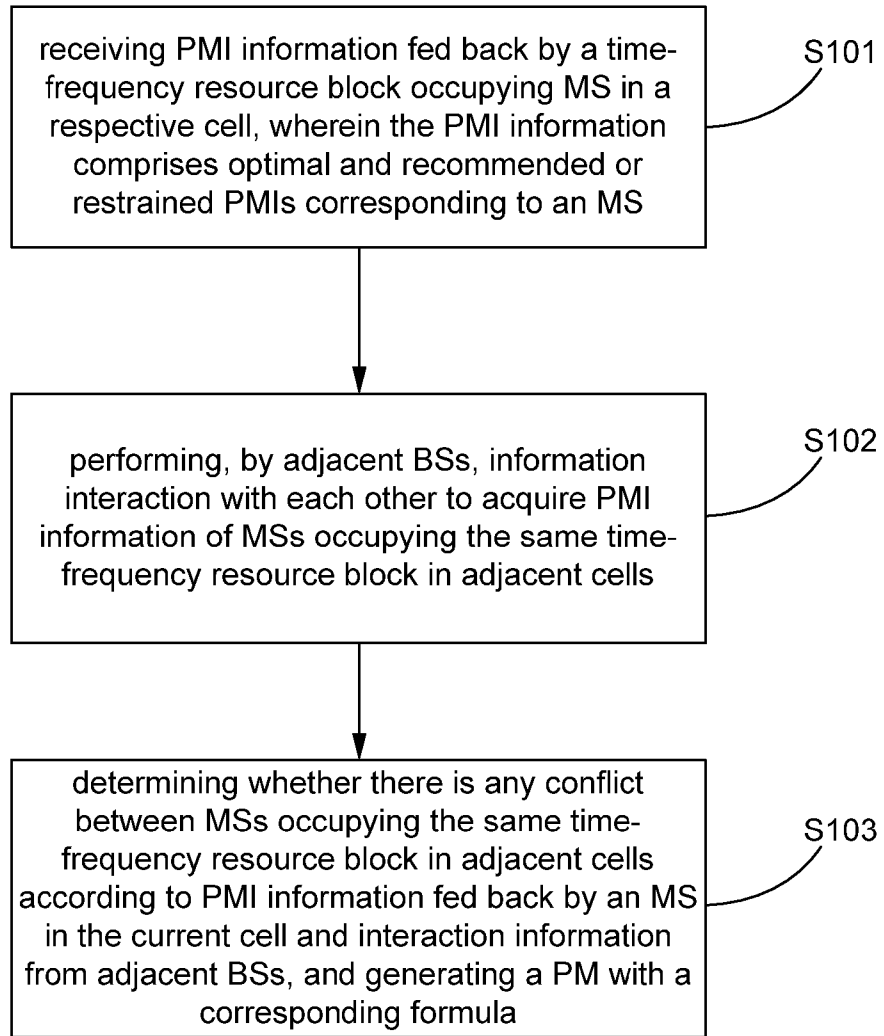 receiving PMI information fed back by a time-
frequency resource block occupying MS in a
respective cell, wherein the PMI information
comprises optimal and recommended or
restrained PMIs corresponding to an MS
S101
performing, by adjacent BSs, information
interaction with each other to acquire PMI
information of MSs occupying the same time-
frequency resource block in adjacent cells
S102
determining whether there is any conflict
between MSs occupying the same time-
frequency resource block in adjacent cells
according to PMI information fed back by an MS
in the current cell and interaction information
from adjacent BSs, and generating a PM with a
corresponding formula
S103